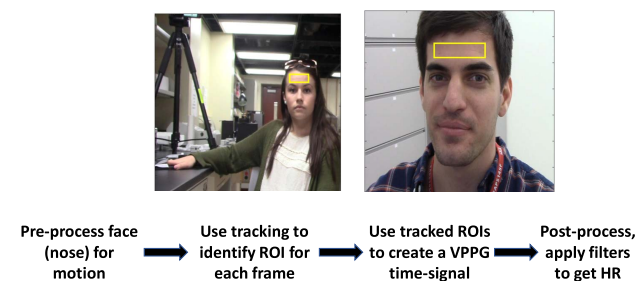 Pre-process face
(nose) for
motion
Use tracking to
identify ROI for
each frame
Use tracked ROIs
to create a VPPG
time-signal
Post-process,
apply filters
to get HR